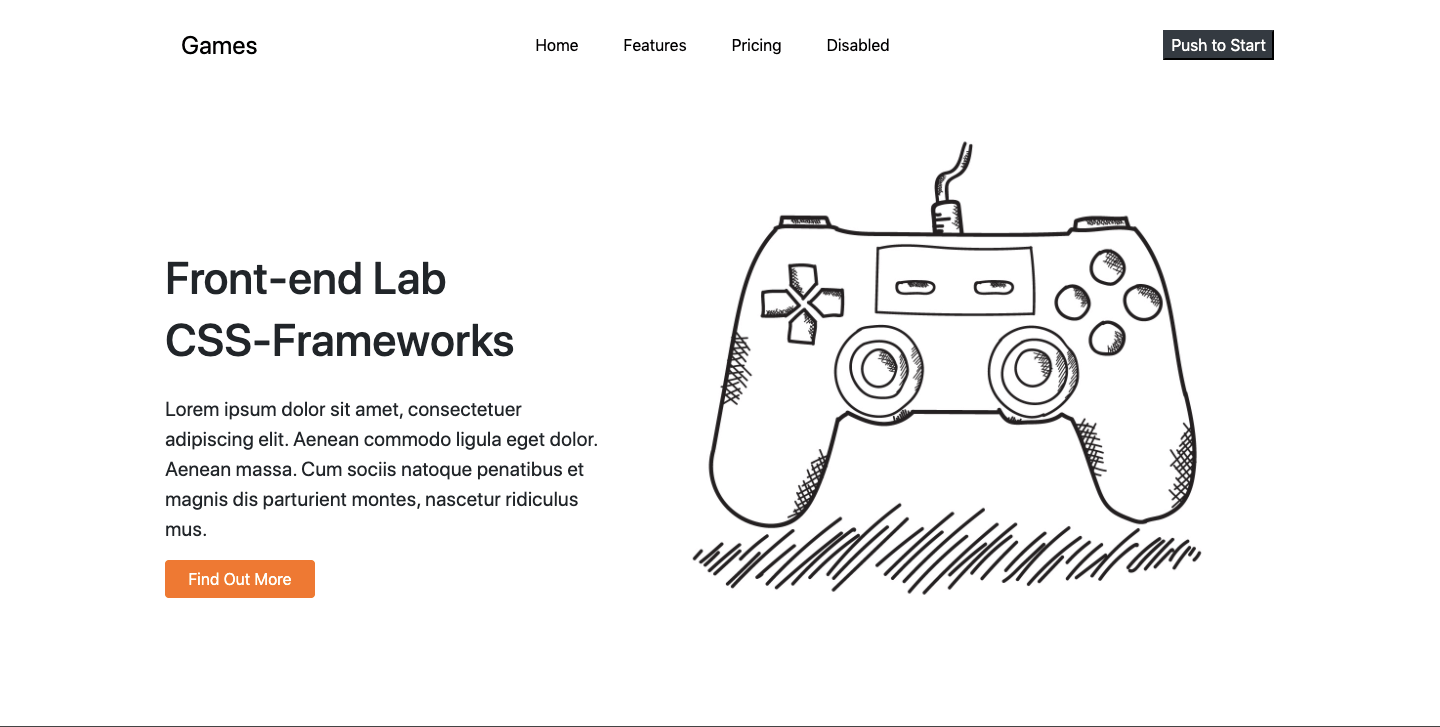 Games
Home
Features
Pricing
Disabled
Push to Start
Front-end Lab
CSS-Frameworks
Lorem ipsum dolor sit amet, consectetuer
adipiscing elit. Aenean commodo ligula eget dolor.
Aenean massa. Cum sociis natoque penatibus et
magnis dis parturient montes, nascetur ridiculus
mus.
Find Out More